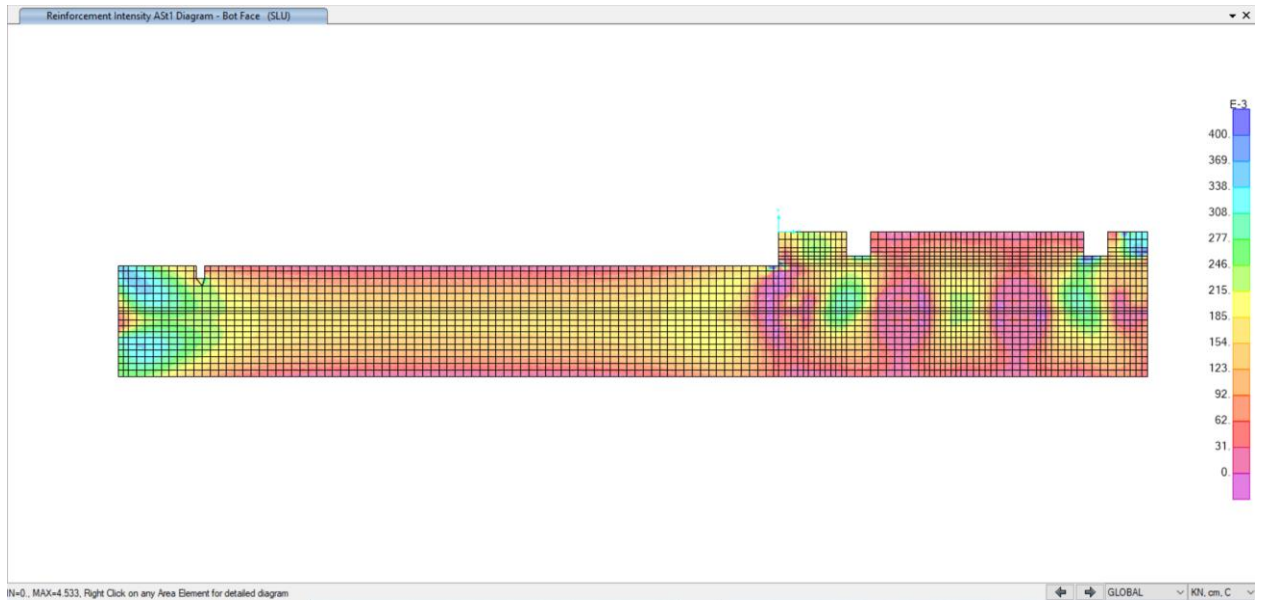 Reinforcement Intensity ASt1 Diagram - Bot Face (SLU)
E-3
400.
369.
338.
308.
277.
246.
215.
185.
154.
123.
92.
62.
31.
0.
IN=0., MAX=4.533, Right Click on any Area Element for detailed diagram
GLOBAL
KN, cm, C